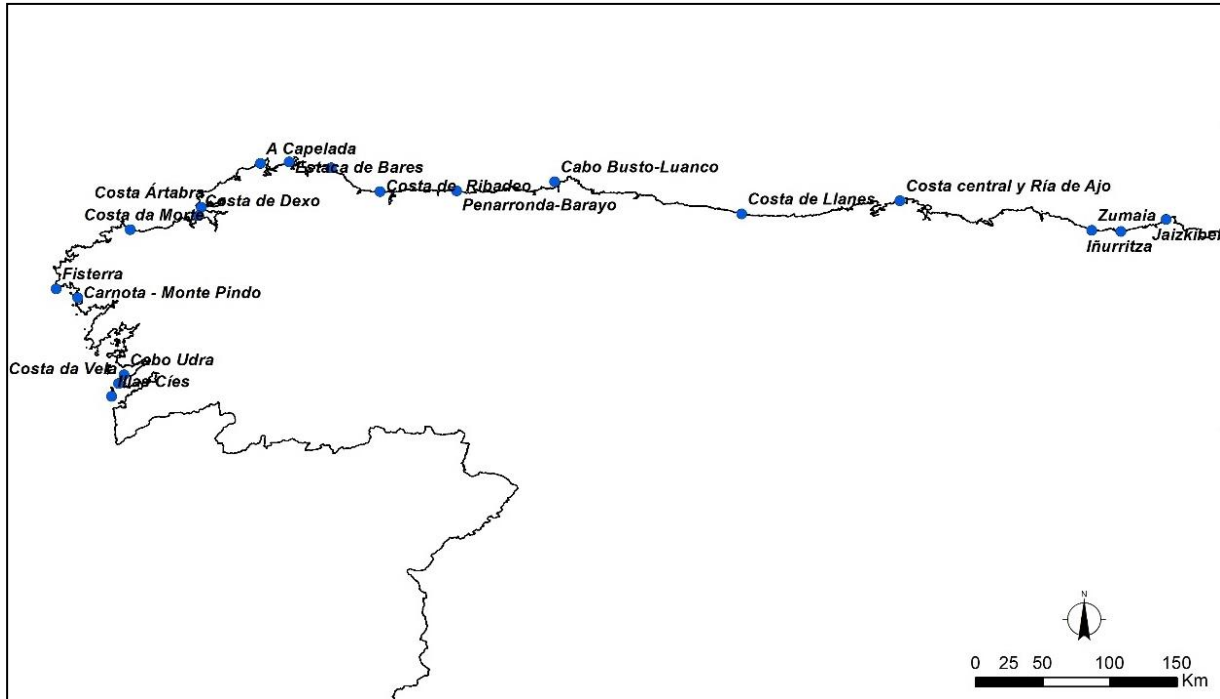 A Capelada
Estaca de Bares
Cabo Busto-Luanco
Costa Ártabra
Costa de Dexo
Costa de Ribadeo
Penarronda-Barayo
Costa de Llanes
Costa central y Ría de Ajo
Costa da Morte
Zumaia
Jaizkibel
Iñurritza
Fisterra
Carnota - Monte Pindo
Cabo Udra
Costa da Vela
Illas Cíes
N
0 25 50 100 150
Km